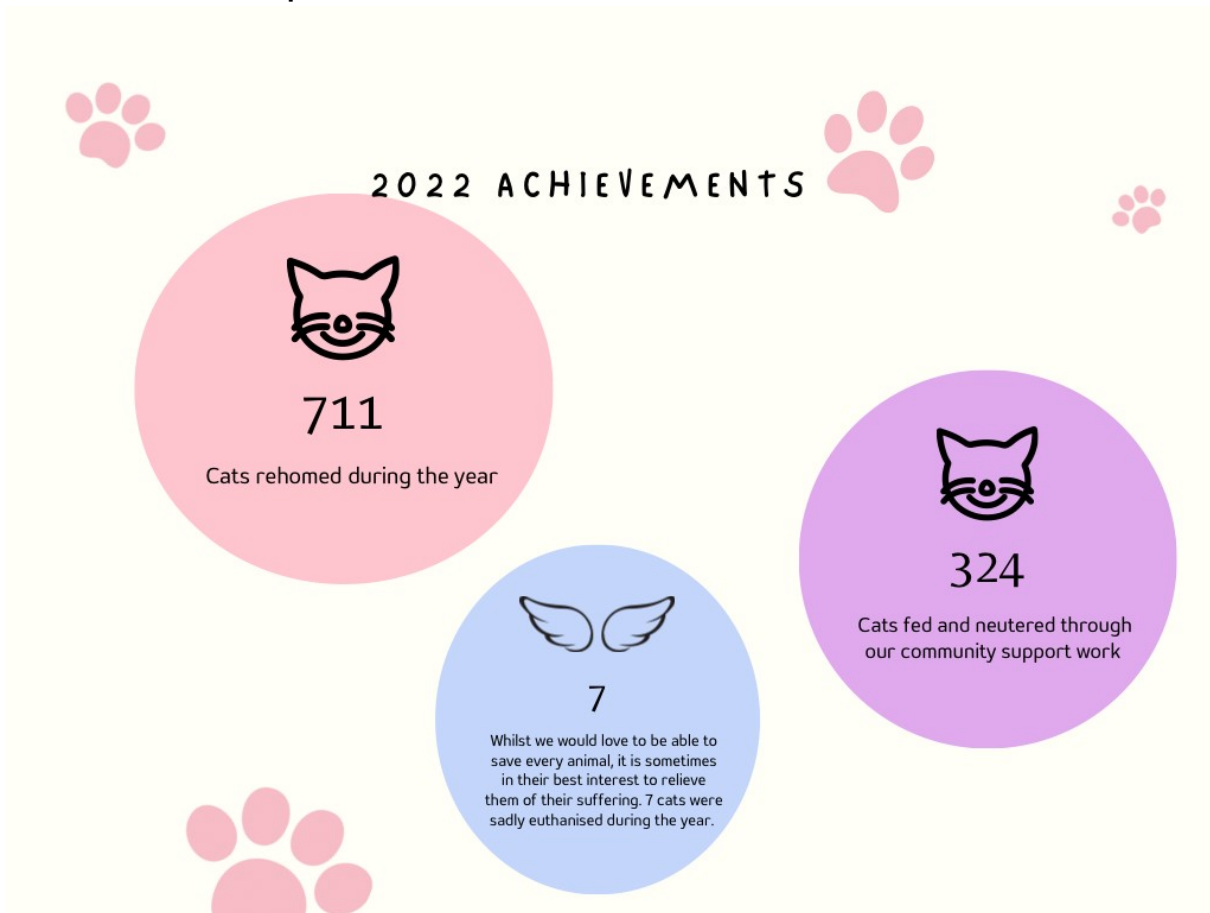 2022 ACHIEVEMENTS
711
Cats rehomed during the year
324
Cats fed and neutered through
our community support work
7
Whilst we would love to be able to
save every animal, it is sometimes
in their best interest to relieve
them of their suffering. 7 cats were
sadly euthanised during the year.